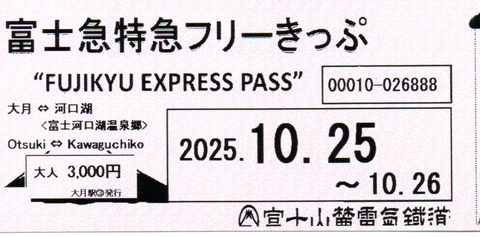 富士急特急フリーきっぷ
“FUJIKYU EXPRESS PASS”
00010-026888
大月 ⇔ 河口湖
<富士河口湖温泉郷>
Otsuki ⇔ Kawaguchiko
大人 3,000円
大月駅③発行
2025.10.25
～10.26
富士山麓電気鐵道